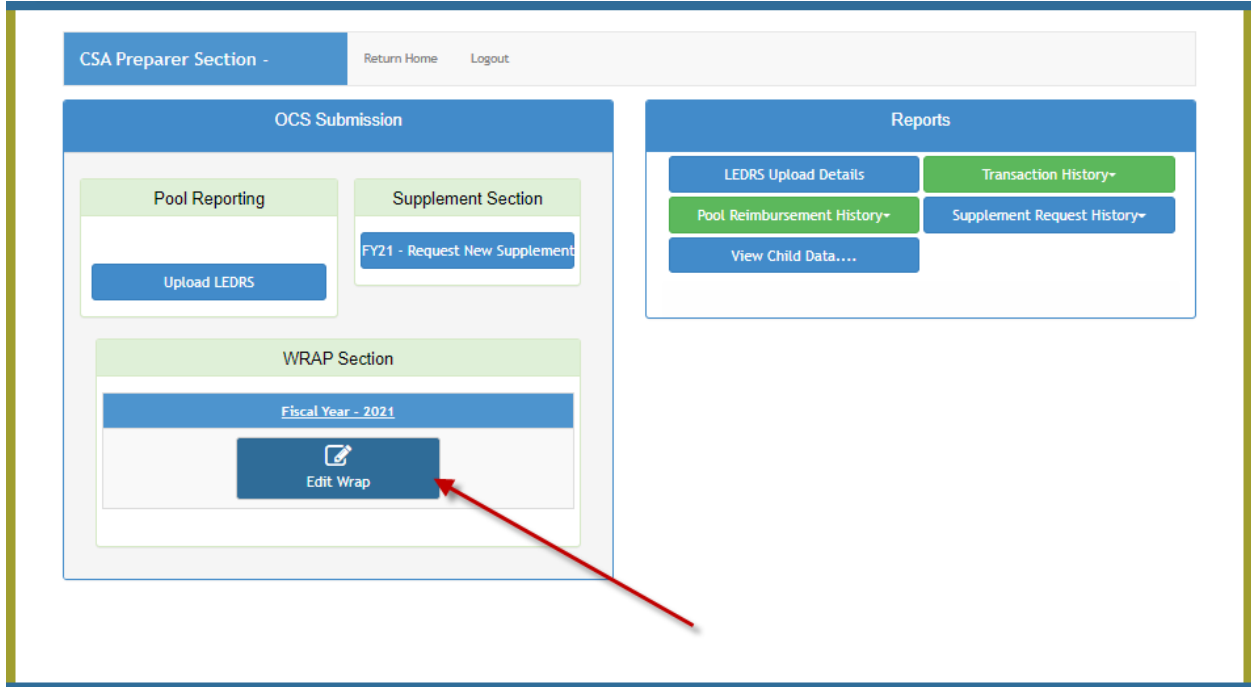 CSA Preparer Section -
Return Home
Logout
OCS Submission
Pool Reporting
Upload LEDRS
Supplement Section
FY21 - Request New Supplement
WRAP Section
Fiscal Year - 2021
Edit Wrap
Reports
LEDRS Upload Details
Transaction History
Pool Reimbursement History
Supplement Request History
View Child Data....